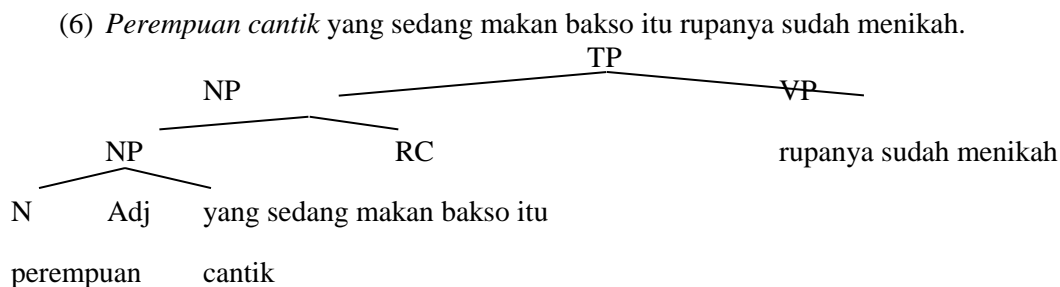 (6) Perempuan cantik yang sedang makan bakso itu rupanya sudah menikah.
TP
NP VP
NP RC rupanya sudah menikah
N Adj yang sedang makan bakso itu
perempuan cantik